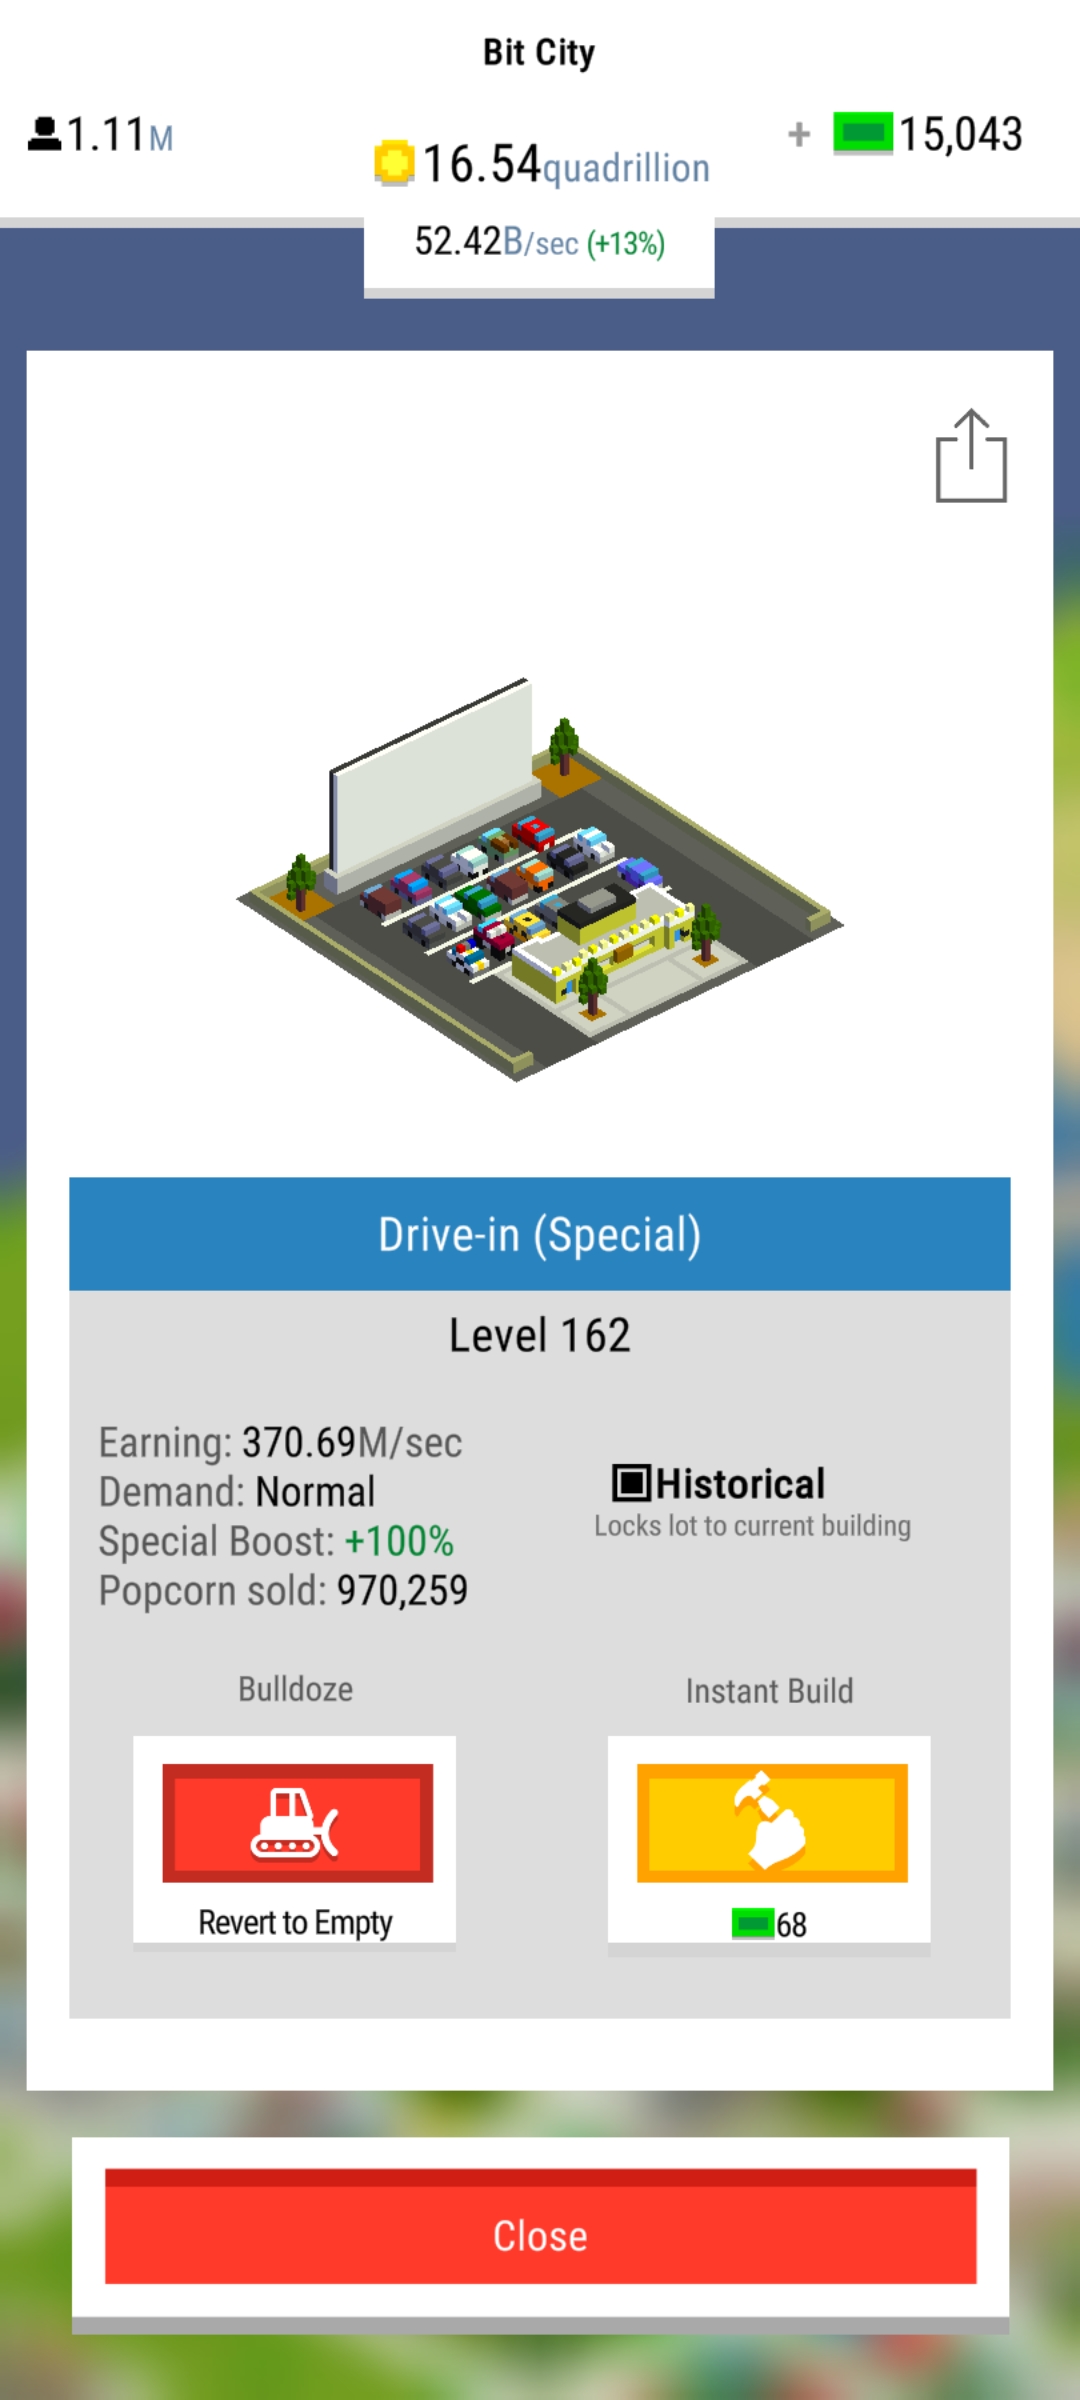 Bit City
1.11M
16.54quadrillion
+ 15,043
52.42B/sec (+13%)
Drive-in (Special)
Level 162
Earning: 370.69M/sec
Demand: Normal
Special Boost: +100%
Popcorn sold: 970,259
Historical
Locks lot to current building
Bulldoze
Revert to Empty
Instant Build
68
Close